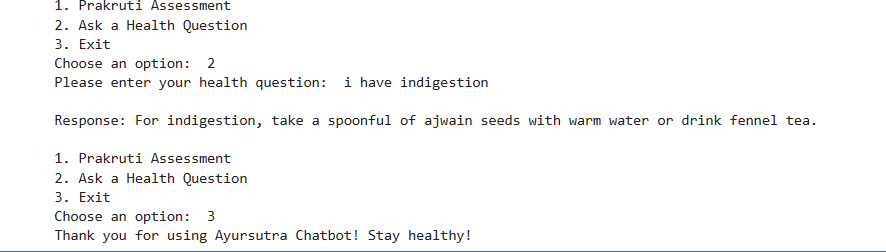 1. Prakruti Assessment
2. Ask a Health Question
3. Exit
Choose an option:  2
Please enter your health question:  i have indigestion
Response: For indigestion, take a spoonful of ajwain seeds with warm water or drink fennel tea.
1. Prakruti Assessment
2. Ask a Health Question
3. Exit
Choose an option:  3
Thank you for using Ayursutra Chatbot! Stay healthy!